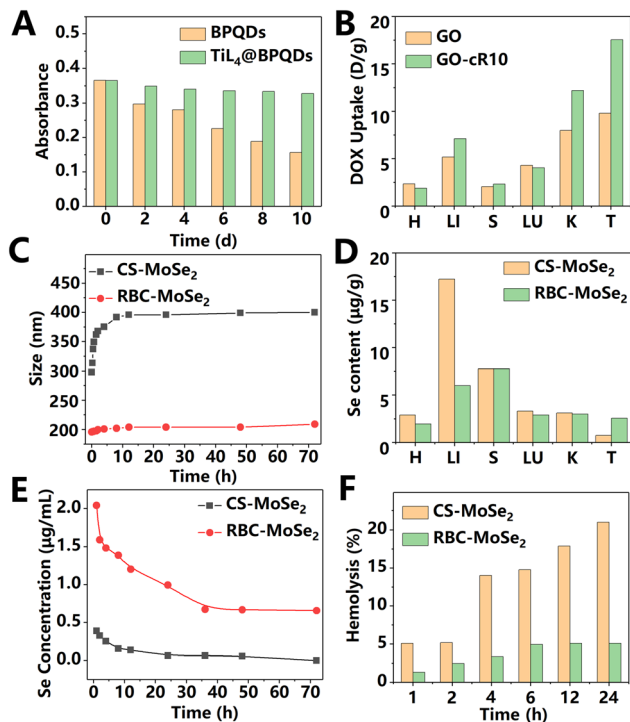 A
BPQDs
TiL₄@BPQDs
Absorbance
0.0 0.1 0.2 0.3 0.4 0.5
0 2 4 6 8 10
Time (d)
B
GO
GO-cR10
DOX Uptake (D/g)
0 5 10 15 20
H LI S LU K T
C
CS-MoSe₂
RBC-MoSe₂
Size (nm)
200 250 300 350 400 450
0 10 20 30 40 50 60 70
Time (h)
D
CS-MoSe₂
RBC-MoSe₂
Se content (μg/g)
0 5 10 15 20
H LI S LU K T
E
CS-MoSe₂
RBC-MoSe₂
Se Concentration (μg/mL)
0.0 0.5 1.0 1.5 2.0
0 10 20 30 40 50 60 70
Time (h)
F
CS-MoSe₂
RBC-MoSe₂
Hemolysis (%)
0 5 10 15 20
1 2 4 6 12 24
Time (h)